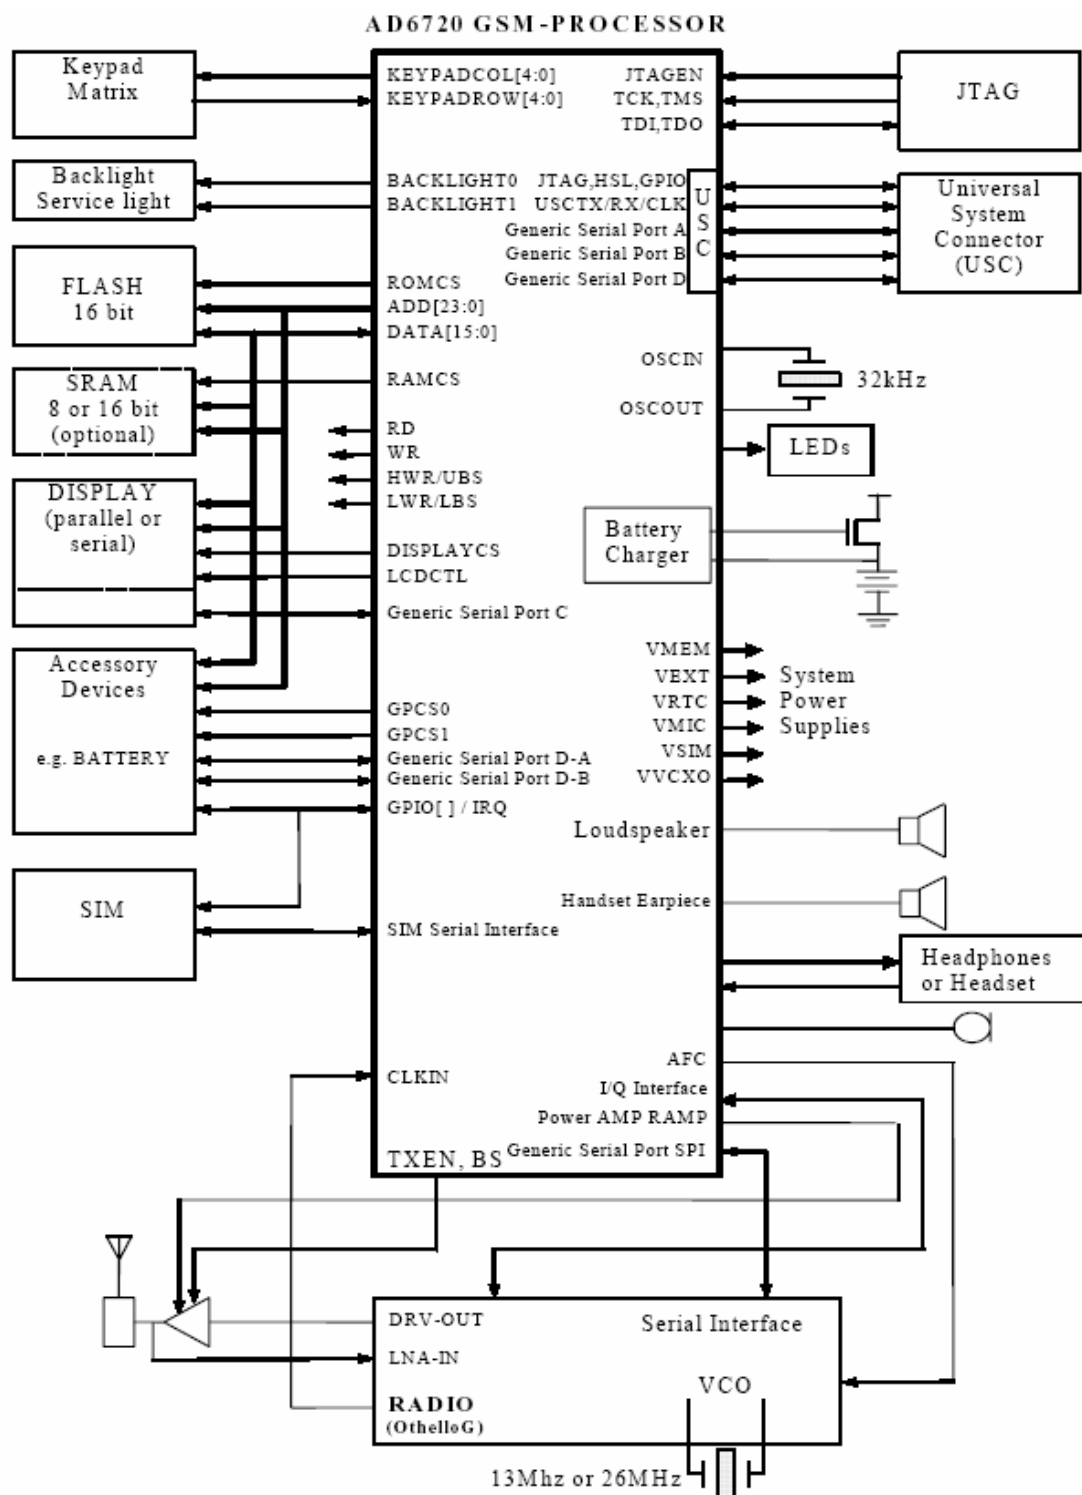 AD6720 GSM-PROCESSOR
Keypad
Matrix
Backlight
Service light
FLASH
16 bit
SRAM
8 or 16 bit
(optional)
DISPLAY
(parallel or
serial)
Accessory
Devices
e.g. BATTERY
SIM
KEYPADCOL[4:0]
KEYPADROW[4:0]
BACKLIGHT0
BACKLIGHT1
ROMCS
ADD[23:0]
DATA[15:0]
RAMCS
RD
WR
HWR/UBS
LWR/LBS
DISPLAYCS
LCDCTL
Generic Serial Port C
GPCS0
GPCS1
Generic Serial Port D-A
Generic Serial Port D-B
GPIO[ ] / IRQ
SIM Serial Interface
CLKIN
TXEN, BS
JTAGEN
TCK,TMS
TDI,TDO
JTAG,HSL,GPIO
USCTX/RX/CLK
Generic Serial Port A
Generic Serial Port B
Generic Serial Port D
U
S
C
OSCIN
OSCOUT
Battery
Charger
VMEM
VEXT
VRTC
VMIC
VSIM
VVCXO
Loudspeaker
Handset Earpiece
AFC
I/Q Interface
Power AMP RAMP
Generic Serial Port SPI
JTAG
Universal
System
Connector
(USC)
32kHz
LEDs
System
Power
Supplies
Headphones
or Headset
DRV-OUT
LNA-IN
RADIO
(OthelloG)
Serial Interface
VCO
13Mhz or 26MHz